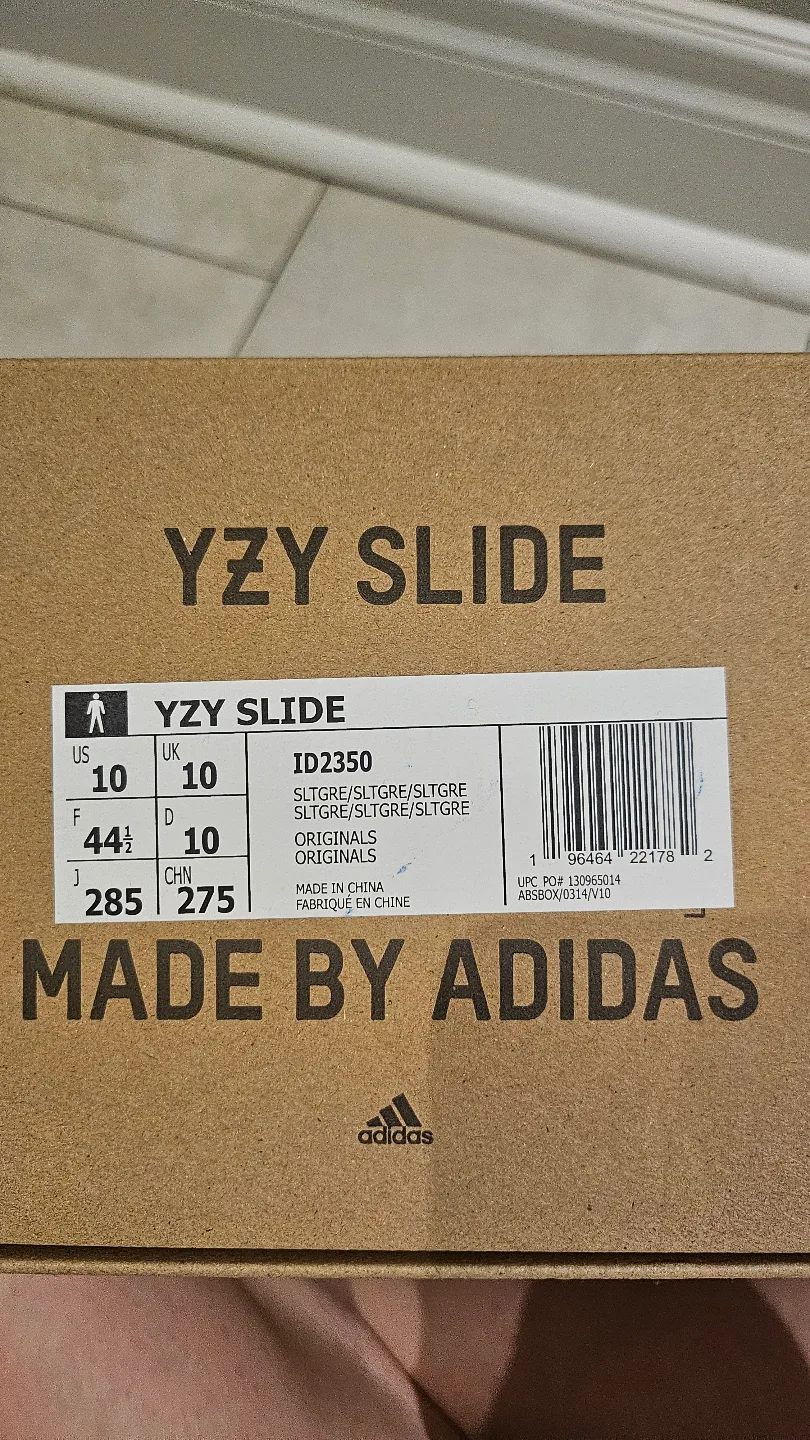 YZY SLIDE
YZY SLIDE
US 10 UK 10
F 44½ D 10
J 285 CHN 275
ID2350
SLTGRE/SLTGRE/SLTGRE
SLTGRE/SLTGRE/SLTGRE
ORIGINALS
ORIGINALS
MADE IN CHINA
FABRIQUÉ EN CHINE
1 96464 22178 2
UPC PO# 130965014
ABSBOX/0314/V10
MADE BY ADIDAS
adidas